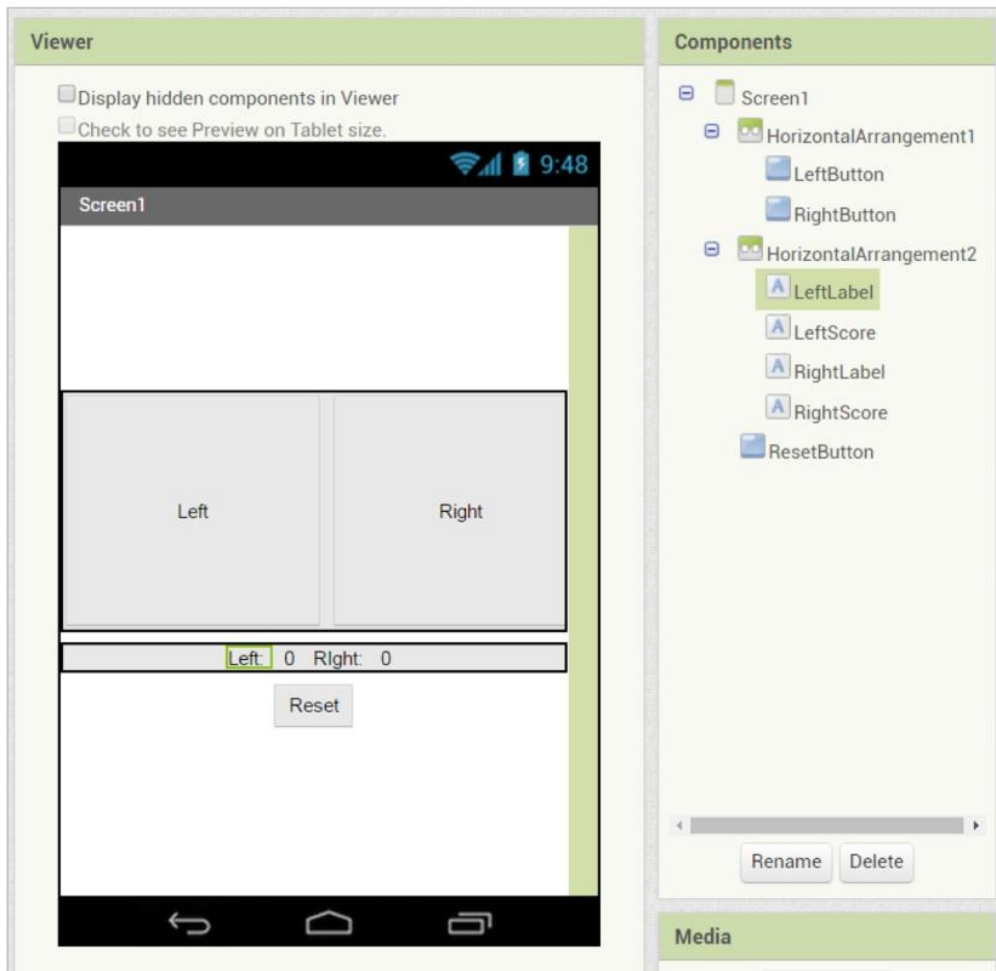 Viewer
Display hidden components in Viewer
Check to see Preview on Tablet size.
9:48
Screen1
Left
Right
Left: 0 RIght: 0
Reset
Components
Screen1
HorizontalArrangement1
LeftButton
RightButton
HorizontalArrangement2
A LeftLabel
A LeftScore
A RightLabel
A RightScore
ResetButton
Rename Delete
Media